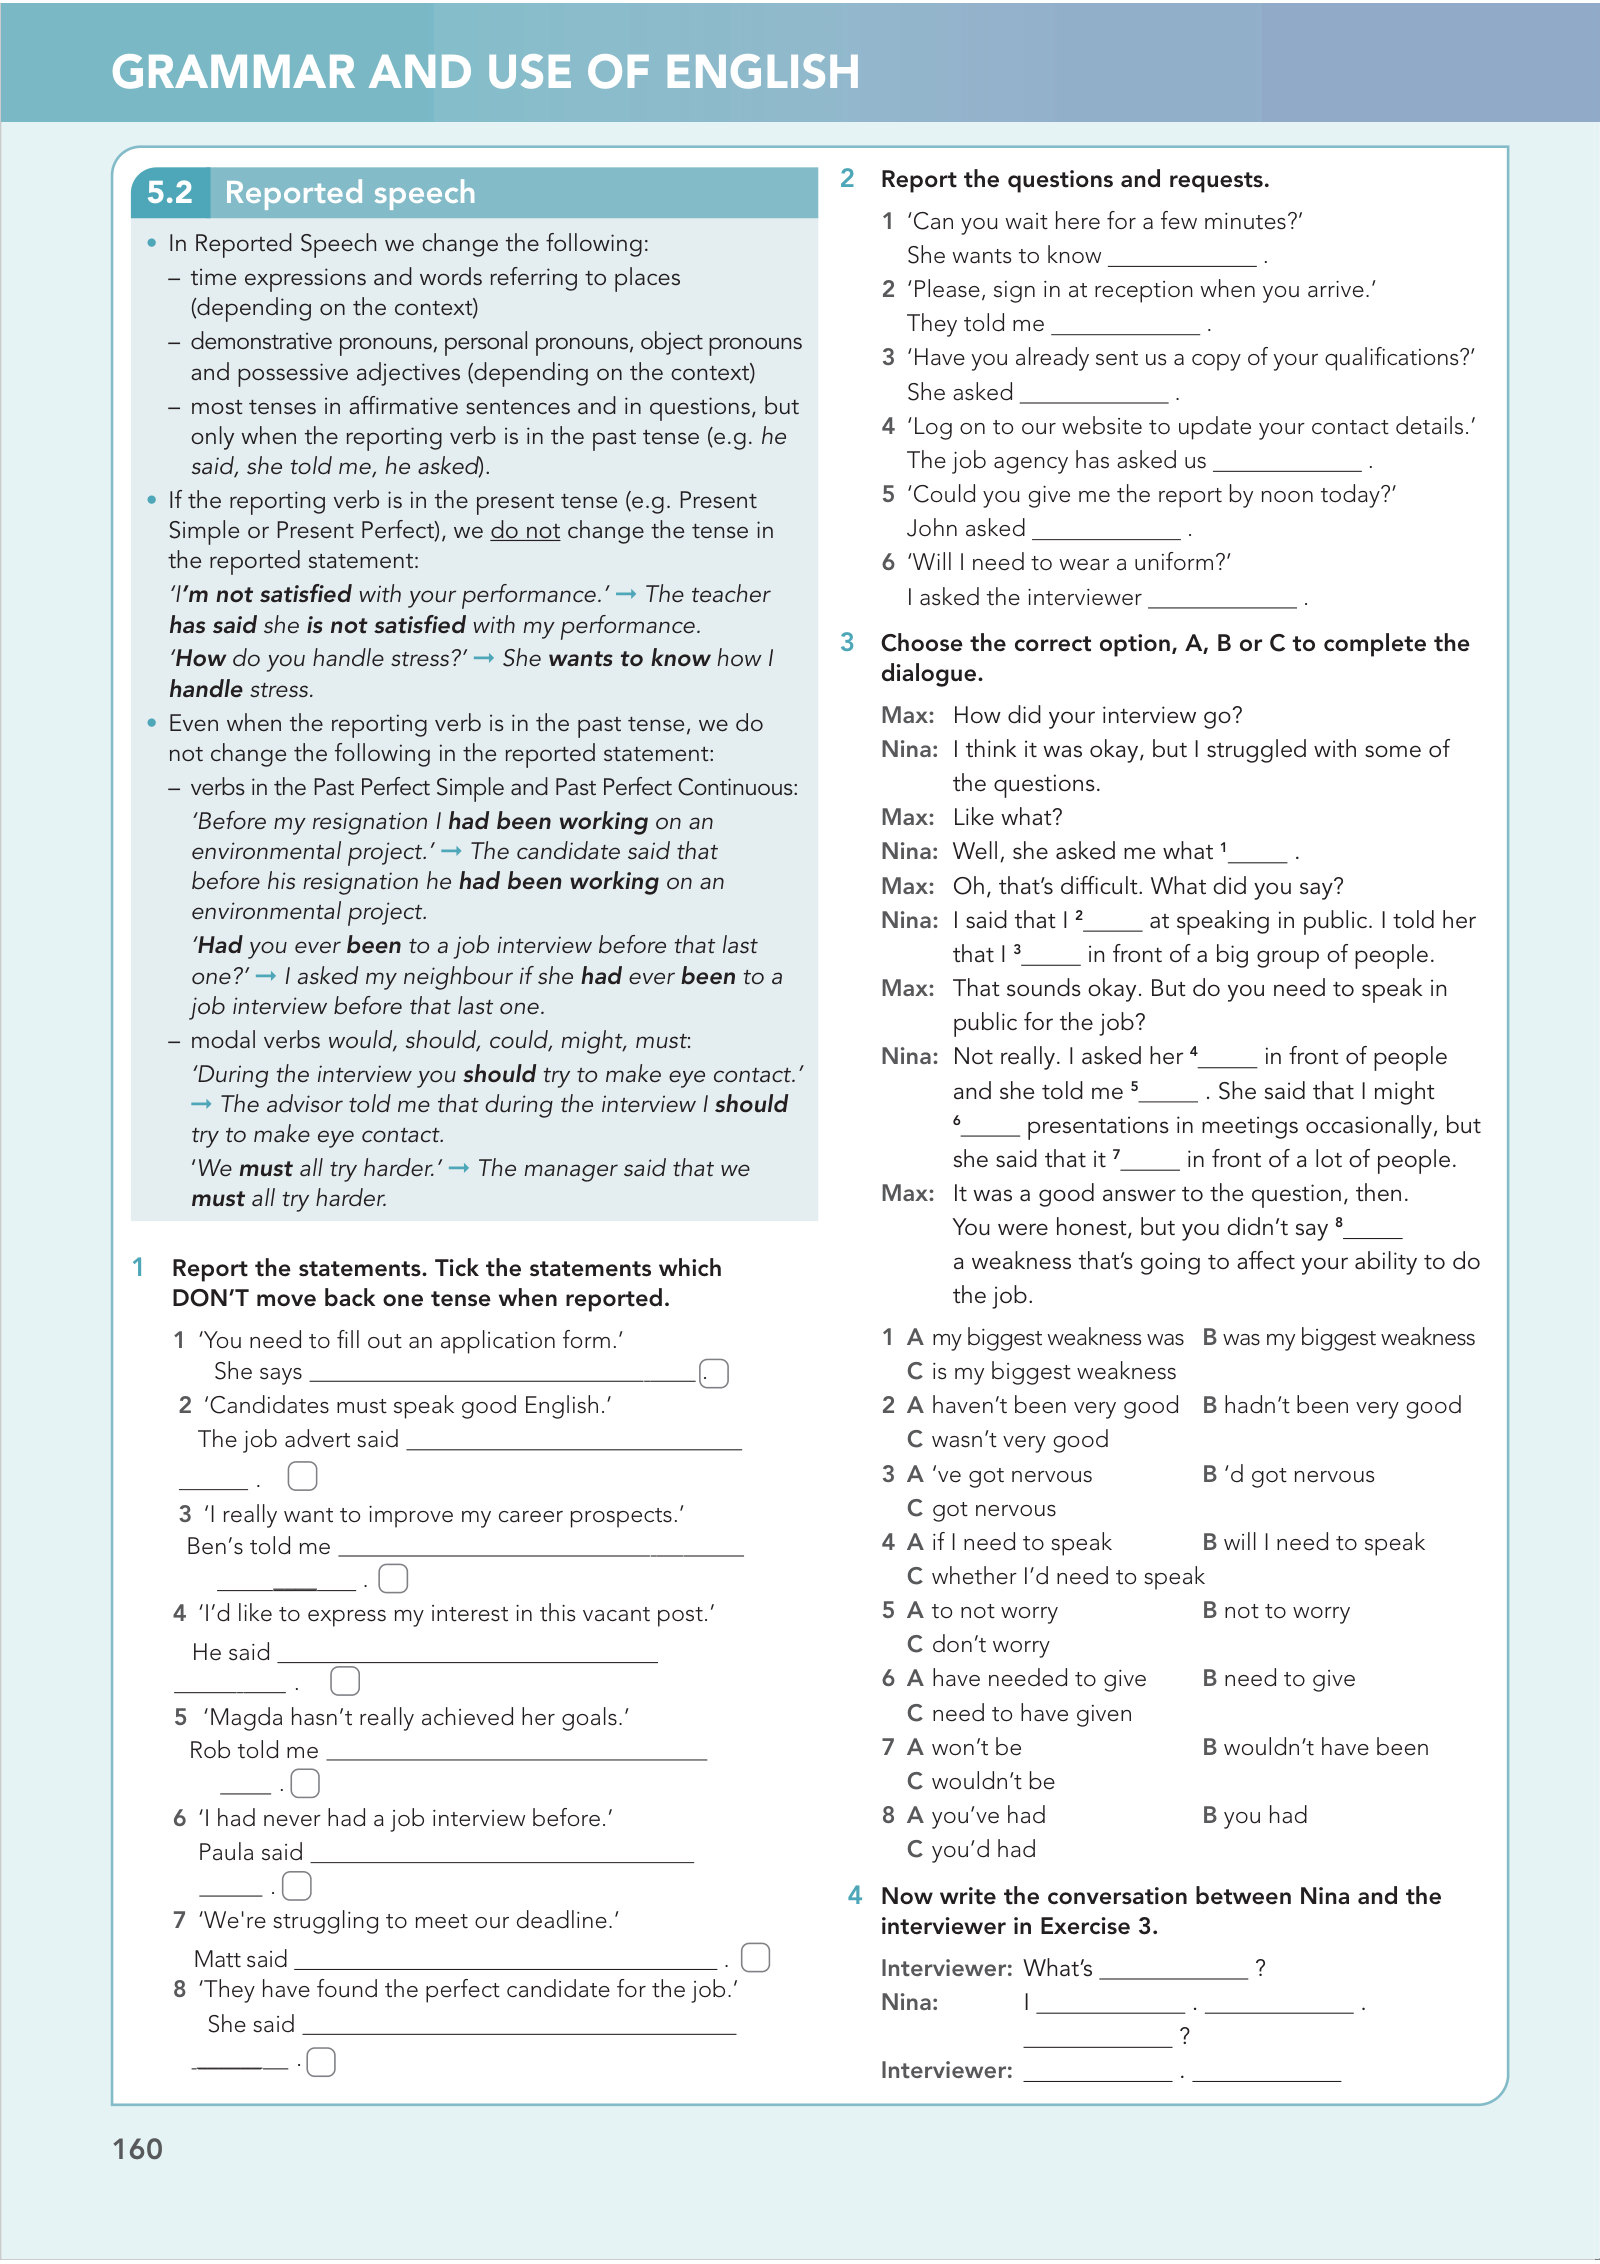 GRAMMAR AND USE OF ENGLISH
5.2 Reported speech
• In Reported Speech we change the following:
– time expressions and words referring to places
(depending on the context)
– demonstrative pronouns, personal pronouns, object pronouns
and possessive adjectives (depending on the context)
– most tenses in affirmative sentences and in questions, but
only when the reporting verb is in the past tense (e.g. he
said, she told me, he asked).
• If the reporting verb is in the present tense (e.g. Present
Simple or Present Perfect), we do not change the tense in
the reported statement:
‘I’m not satisfied with your performance.’ → The teacher
has said she is not satisfied with my performance.
‘How do you handle stress?’ → She wants to know how I
handle stress.
• Even when the reporting verb is in the past tense, we do
not change the following in the reported statement:
– verbs in the Past Perfect Simple and Past Perfect Continuous:
‘Before my resignation I had been working on an
environmental project.’ → The candidate said that
before his resignation he had been working on an
environmental project.
‘Had you ever been to a job interview before that last
one?’ → I asked my neighbour if she had ever been to a
job interview before that last one.
– modal verbs would, should, could, might, must:
‘During the interview you should try to make eye contact.’
→ The advisor told me that during the interview I should
try to make eye contact.
‘We must all try harder.’ → The manager said that we
must all try harder.
1 Report the statements. Tick the statements which
DON’T move back one tense when reported.
1 ‘You need to fill out an application form.’
She says ____________ .
2 ‘Candidates must speak good English.’
The job advert said ____________
______ .
3 ‘I really want to improve my career prospects.’
Ben’s told me ____________
____________ .
4 ‘I’d like to express my interest in this vacant post.’
He said ____________
_________ .
5 ‘Magda hasn’t really achieved her goals.’
Rob told me ____________
____ .
6 ‘I had never had a job interview before.’
Paula said ____________
_____ .
7 ‘We're struggling to meet our deadline.’
Matt said ____________ .
8 ‘They have found the perfect candidate for the job.’
She said ____________
________ .
2 Report the questions and requests.
1 ‘Can you wait here for a few minutes?’
She wants to know ____________ .
2 ‘Please, sign in at reception when you arrive.’
They told me ____________ .
3 ‘Have you already sent us a copy of your qualifications?’
She asked ____________ .
4 ‘Log on to our website to update your contact details.’
The job agency has asked us ____________ .
5 ‘Could you give me the report by noon today?’
John asked ____________ .
6 ‘Will I need to wear a uniform?’
I asked the interviewer ____________ .
3 Choose the correct option, A, B or C to complete the
dialogue.
Max: How did your interview go?
Nina: I think it was okay, but I struggled with some of
the questions.
Max: Like what?
Nina: Well, she asked me what ¹_____ .
Max: Oh, that’s difficult. What did you say?
Nina: I said that I ²_____ at speaking in public. I told her
that I ³_____ in front of a big group of people.
Max: That sounds okay. But do you need to speak in
public for the job?
Nina: Not really. I asked her ⁴_____ in front of people
and she told me ⁵_____ . She said that I might
⁶_____ presentations in meetings occasionally, but
she said that it ⁷_____ in front of a lot of people.
Max: It was a good answer to the question, then.
You were honest, but you didn’t say ⁸_____
a weakness that’s going to affect your ability to do
the job.
1 A my biggest weakness was B was my biggest weakness
C is my biggest weakness
2 A haven’t been very good B hadn’t been very good
C wasn’t very good
3 A ’ve got nervous B ’d got nervous
C got nervous
4 A if I need to speak B will I need to speak
C whether I’d need to speak
5 A to not worry B not to worry
C don’t worry
6 A have needed to give B need to give
C need to have given
7 A won’t be B wouldn’t have been
C wouldn’t be
8 A you’ve had B you had
C you’d had
4 Now write the conversation between Nina and the
interviewer in Exercise 3.
Interviewer: What’s ____________ ?
Nina: I ____________ . ____________ .
____________ ?
Interviewer: ____________ . ____________
160